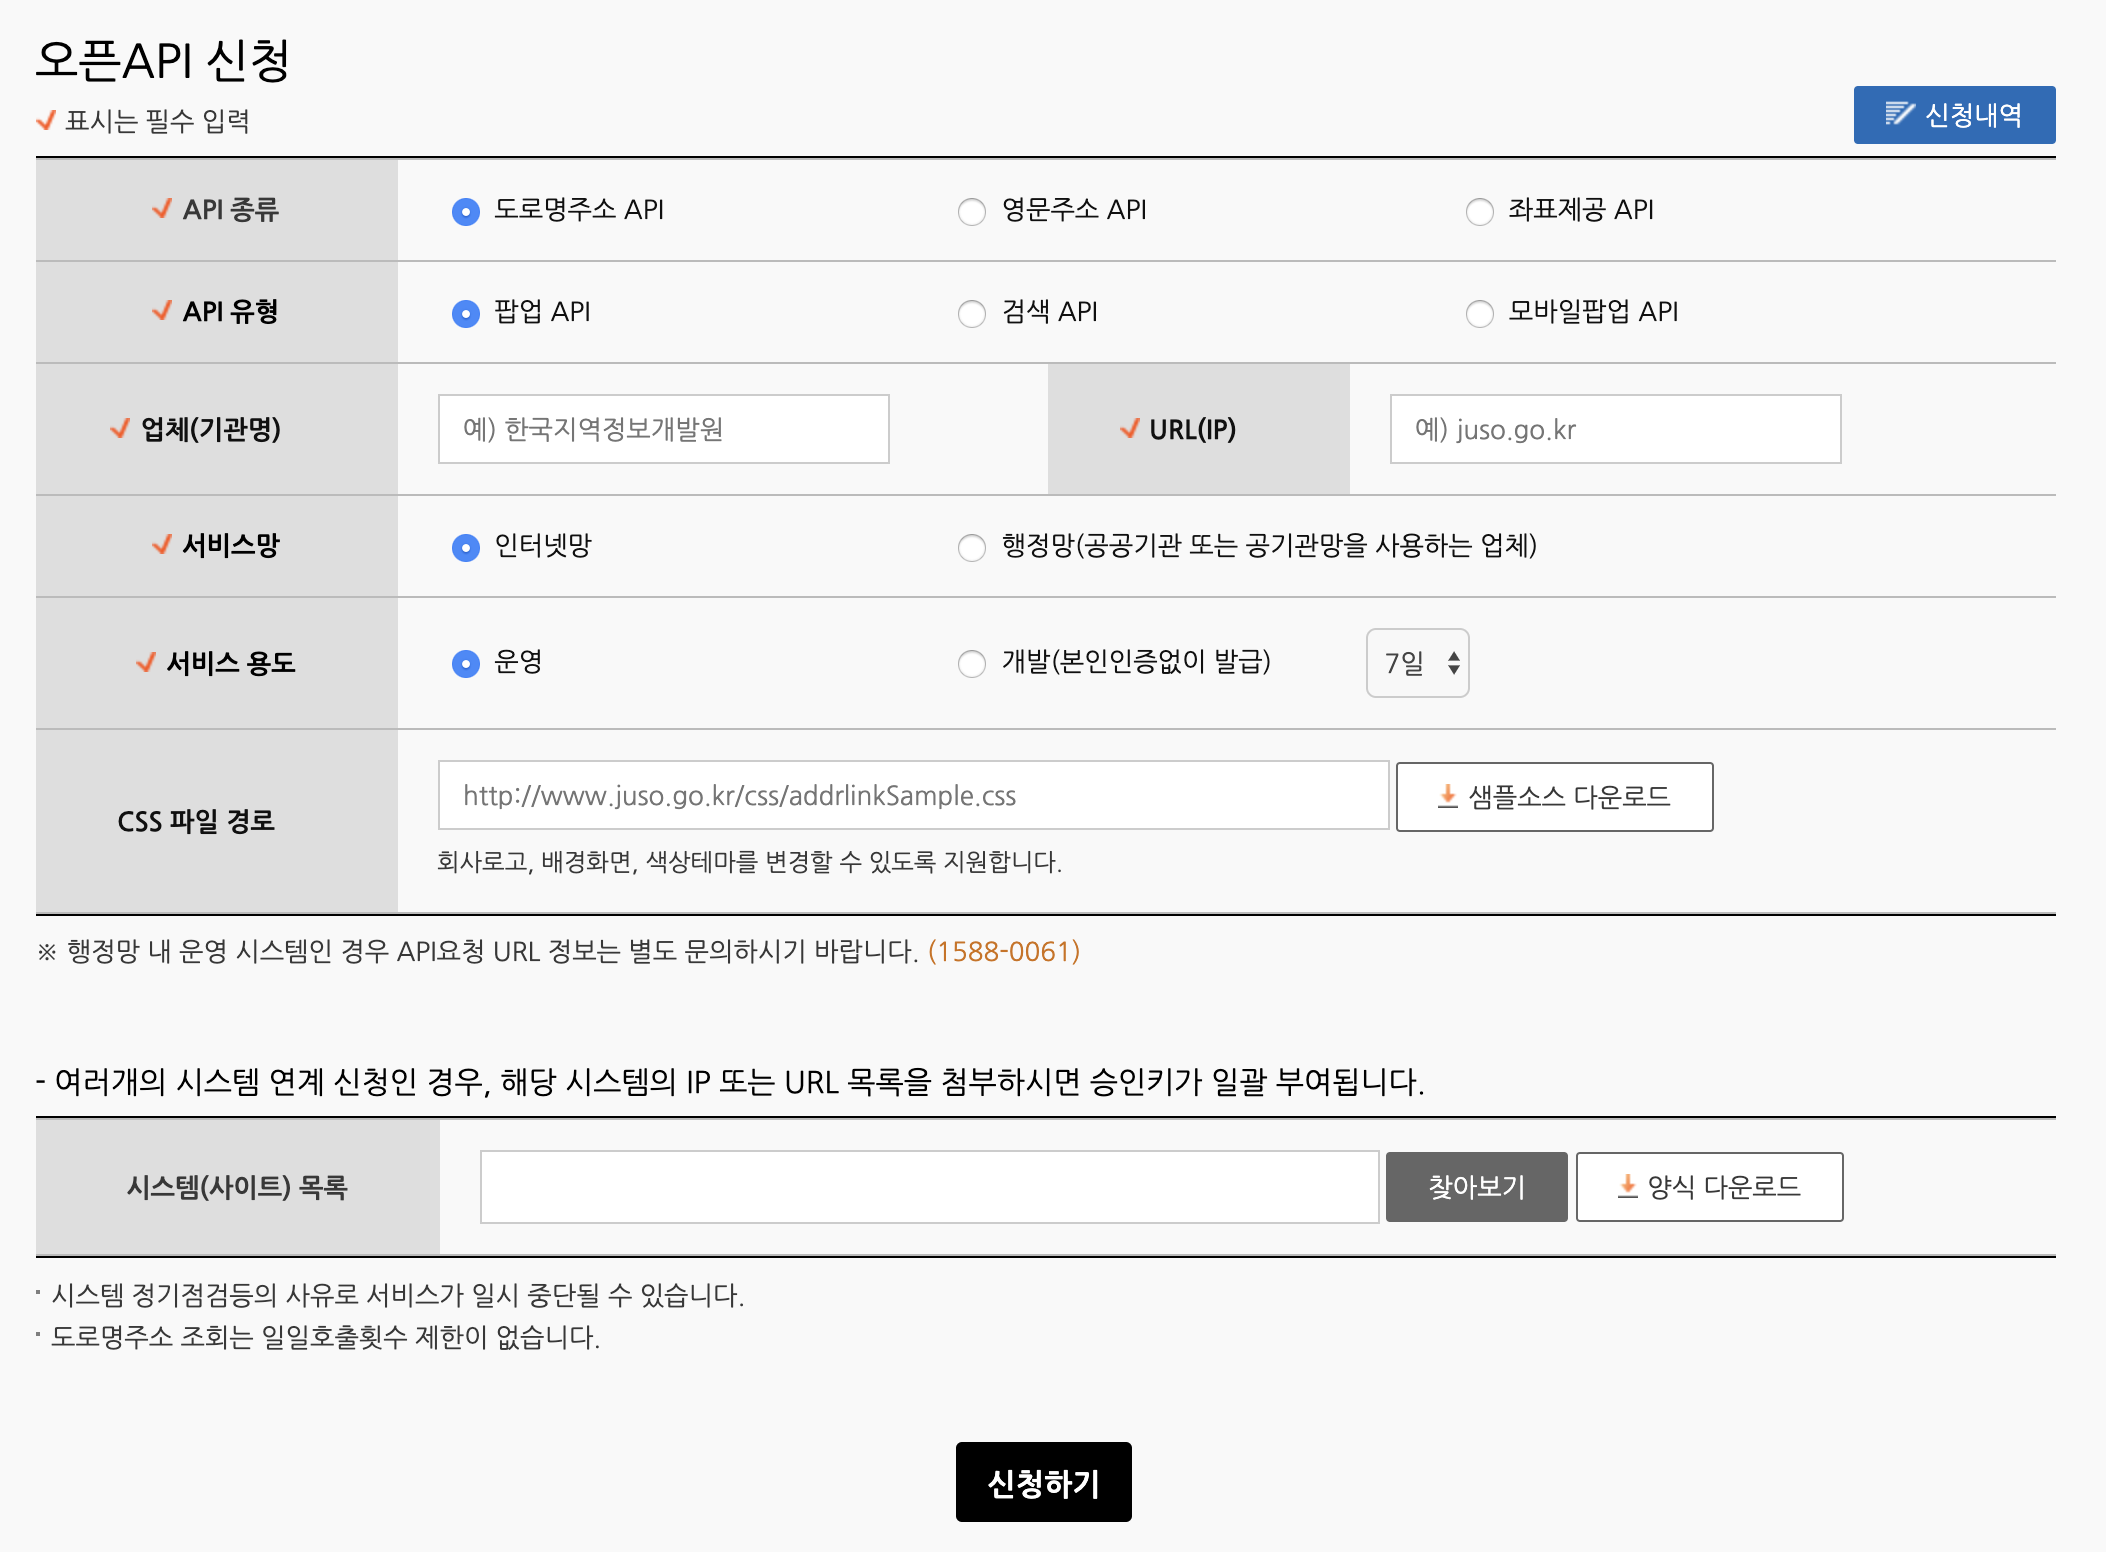 오픈API 신청
표시는 필수 입력
신청내역
API 종류
도로명주소 API
영문주소 API
좌표제공 API
API 유형
팝업 API
검색 API
모바일팝업 API
업체(기관명)
예) 한국지역정보개발원
URL(IP)
예) juso.go.kr
서비스망
인터넷망
행정망(공공기관 또는 공기관망을 사용하는 업체)
서비스 용도
운영
개발(본인인증없이 발급)
7일
CSS 파일 경로
http://www.juso.go.kr/css/addrlinkSample.css
샘플소스 다운로드
회사로고, 배경화면, 색상테마를 변경할 수 있도록 지원합니다.
※ 행정망 내 운영 시스템인 경우 API요청 URL 정보는 별도 문의하시기 바랍니다. (1588-0061)
- 여러개의 시스템 연계 신청인 경우, 해당 시스템의 IP 또는 URL 목록을 첨부하시면 승인키가 일괄 부여됩니다.
시스템(사이트) 목록
찾아보기
양식 다운로드
시스템 정기점검등의 사유로 서비스가 일시 중단될 수 있습니다.
도로명주소 조회는 일일호출횟수 제한이 없습니다.
신청하기